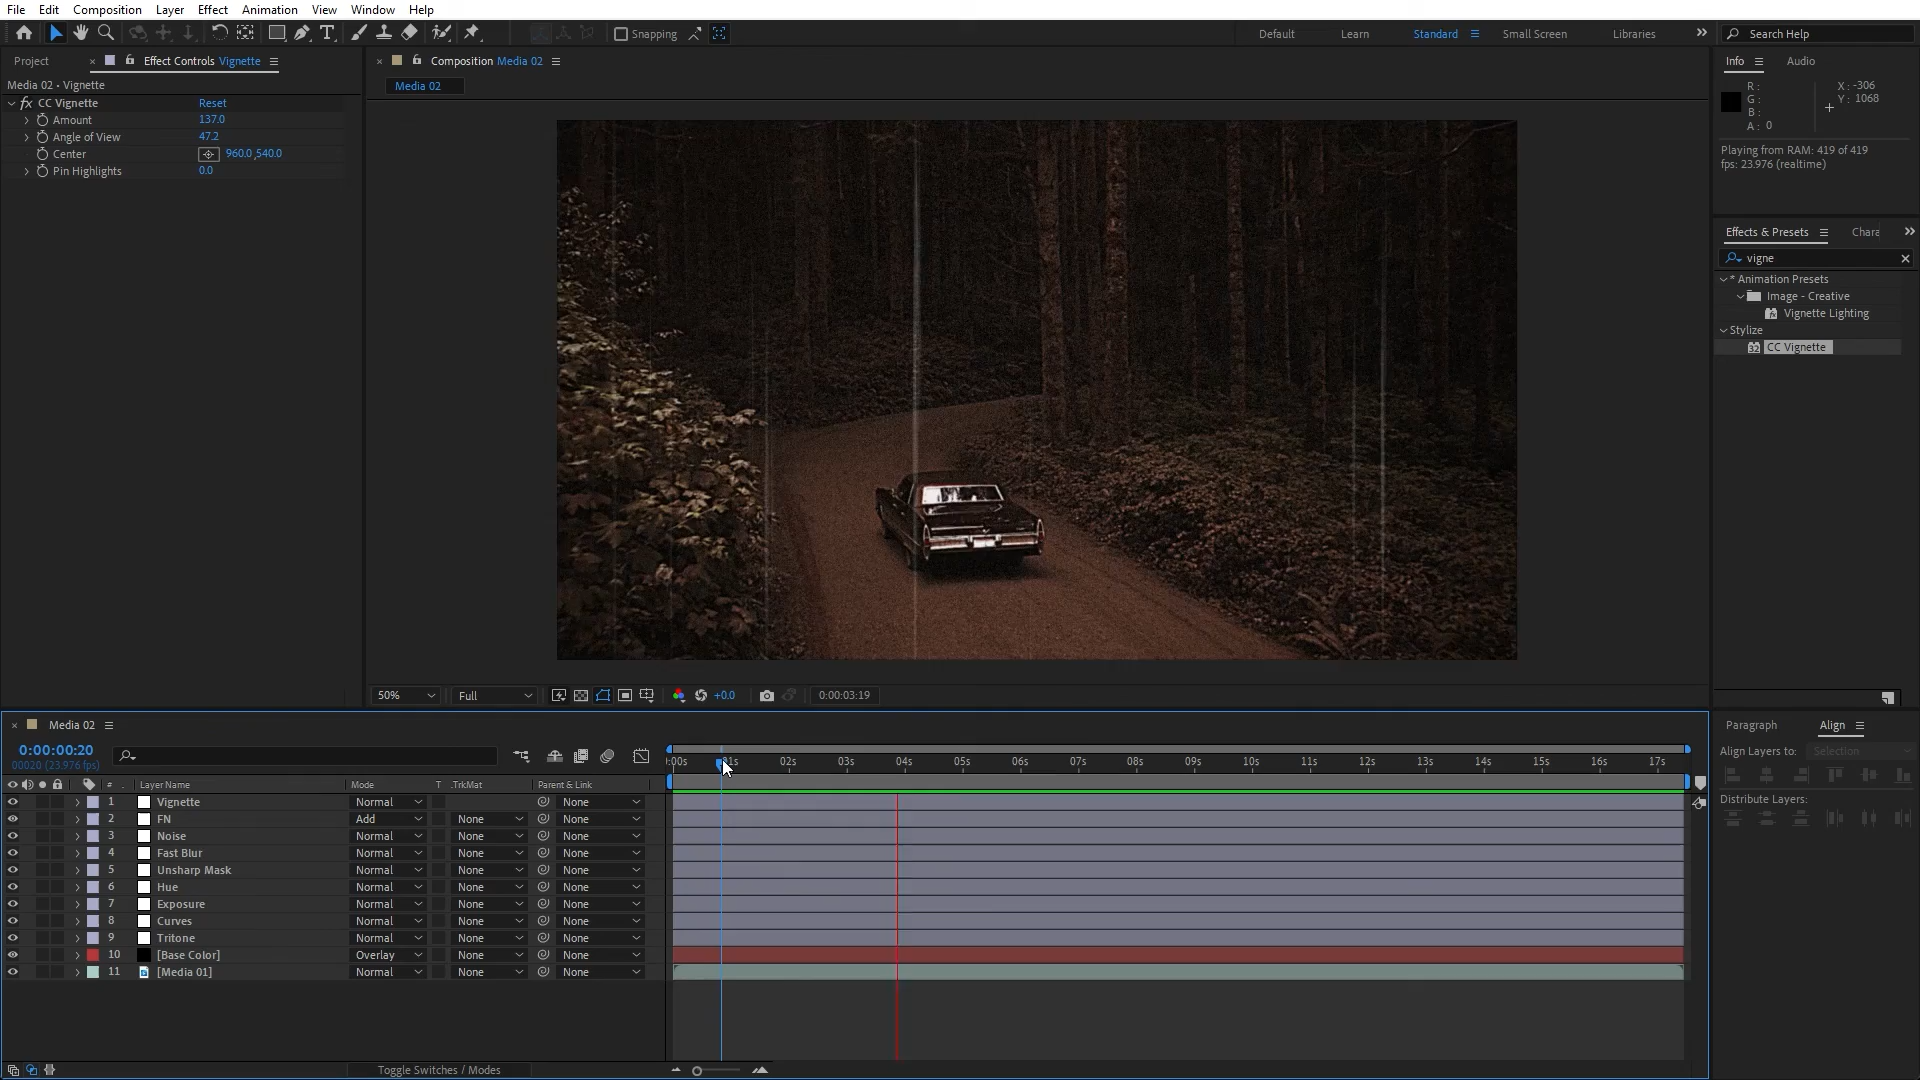 File Edit Composition Layer Effect Animation View Window Help
Snapping Default Learn Standard Small Screen Libraries Search Help
Project Effect Controls Vignette
Composition Media 02
Info Audio
Media 02 • Vignette
Media 02
fx CC Vignette Reset
Amount 137.0
Angle of View 47.2
Center 960.0,540.0
Pin Highlights 0.0
R :
G :
B :
A : 0
X : -306
Y : 1068
Playing from RAM: 419 of 419
fps: 23.976 (realtime)
Effects & Presets Chara
vigne
* Animation Presets
Image - Creative
Vignette Lighting
Stylize
CC Vignette
50% Full +0.0 0:00:03:19
Media 02
0:00:00:20
00020 (23.976 fps)
:00s 01s 02s 03s 04s 05s 06s 07s 08s 09s 10s 11s 12s 13s 14s 15s 16s 17s
# Layer Name Mode T .TrkMat Parent & Link
1 Vignette Normal None
2 FN Add None None
3 Noise Normal None None
4 Fast Blur Normal None None
5 Unsharp Mask Normal None None
6 Hue Normal None None
7 Exposure Normal None None
8 Curves Normal None None
9 Tritone Normal None None
10 [Base Color] Overlay None None
11 [Media 01] Normal None None
Toggle Switches / Modes
Paragraph Align
Align Layers to: Selection
Distribute Layers: